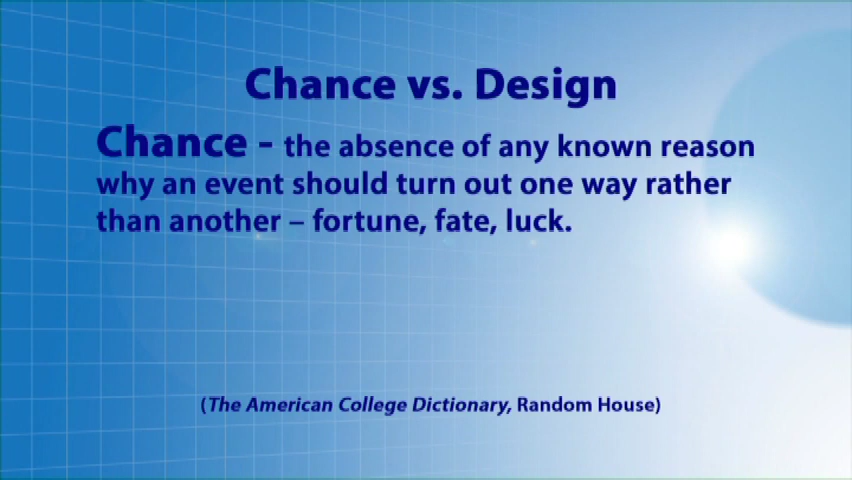 Chance vs. Design
Chance - the absence of any known reason
why an event should turn out one way rather
than another – fortune, fate, luck.
(The American College Dictionary, Random House)